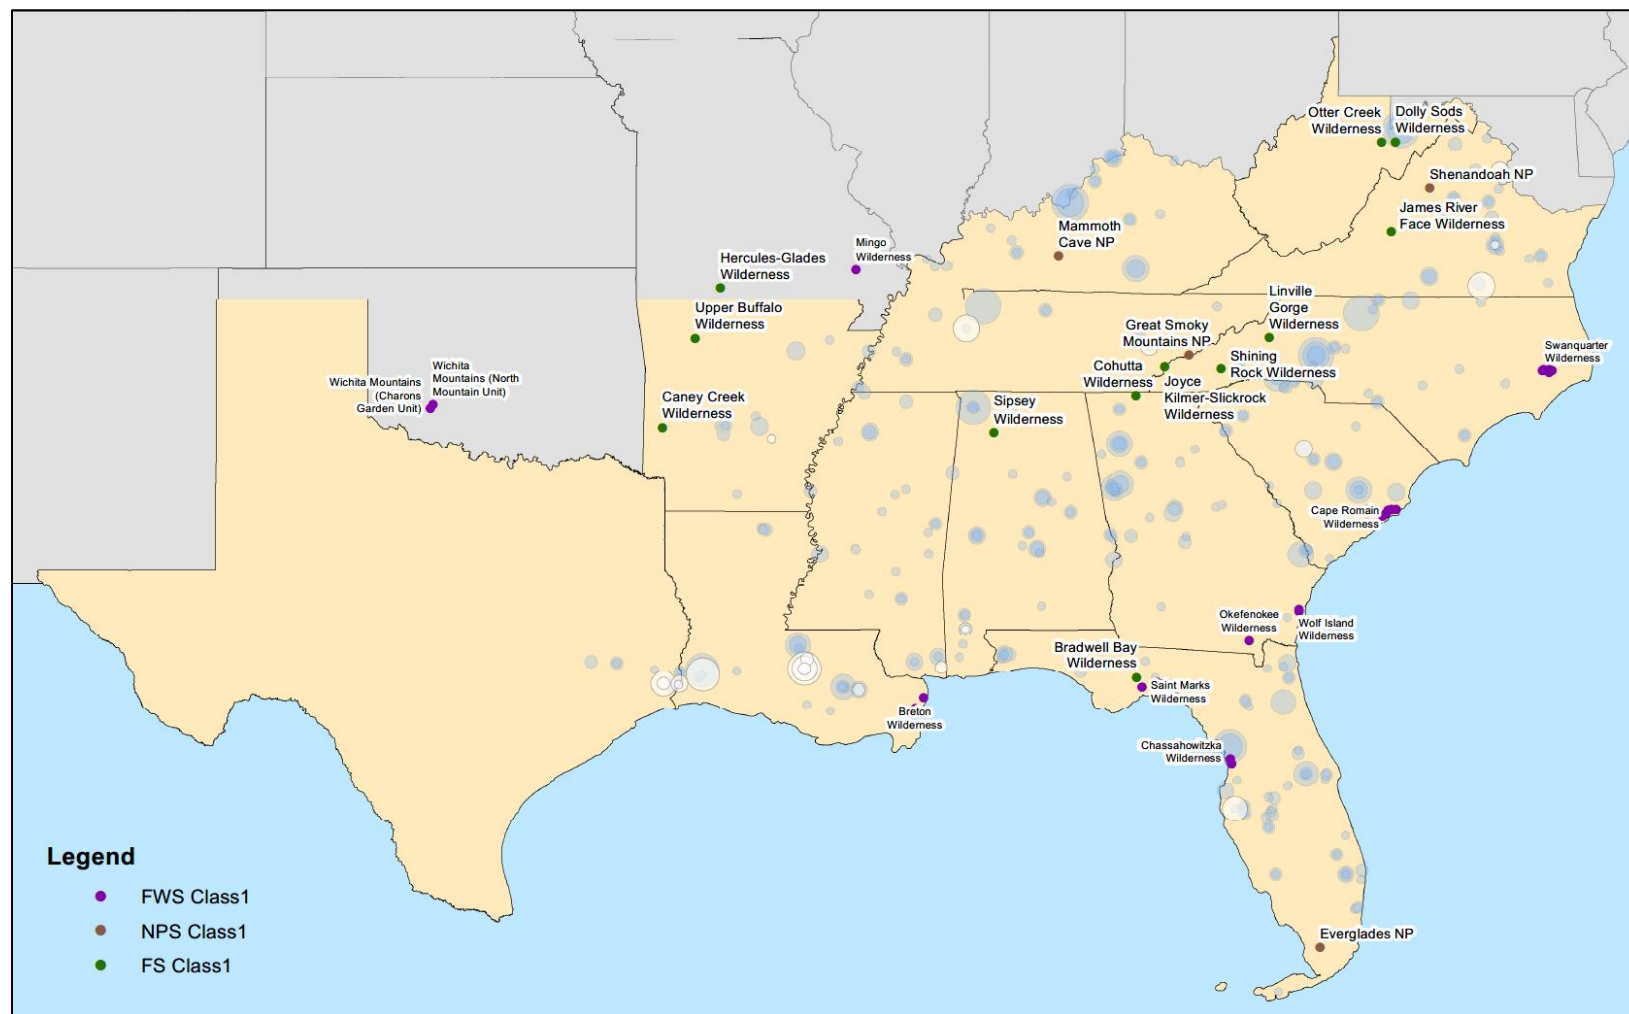 Otter Creek
Wilderness
Dolly Sods
Wilderness
Shenandoah NP
James River
Face Wilderness
Mammoth
Cave NP
Mingo
Wilderness
Hercules-Glades
Wilderness
Upper Buffalo
Wilderness
Linville
Gorge
Wilderness
Great Smoky
Mountains NP
Swanquarter
Wilderness
Shining
Rock Wilderness
Cohutta
Wilderness
Joyce
Kilmer-Slickrock
Wilderness
Wichita
Mountains (North
Mountain Unit)
Wichita Mountains
(Charons
Garden Unit)
Caney Creek
Wilderness
Sipsey
Wilderness
Cape Romain
Wilderness
Okefenokee
Wilderness
Wolf Island
Wilderness
Bradwell Bay
Wilderness
Saint Marks
Wilderness
Breton
Wilderness
Chassahowitzka
Wilderness
Everglades NP
Legend
FWS Class1
NPS Class1
FS Class1